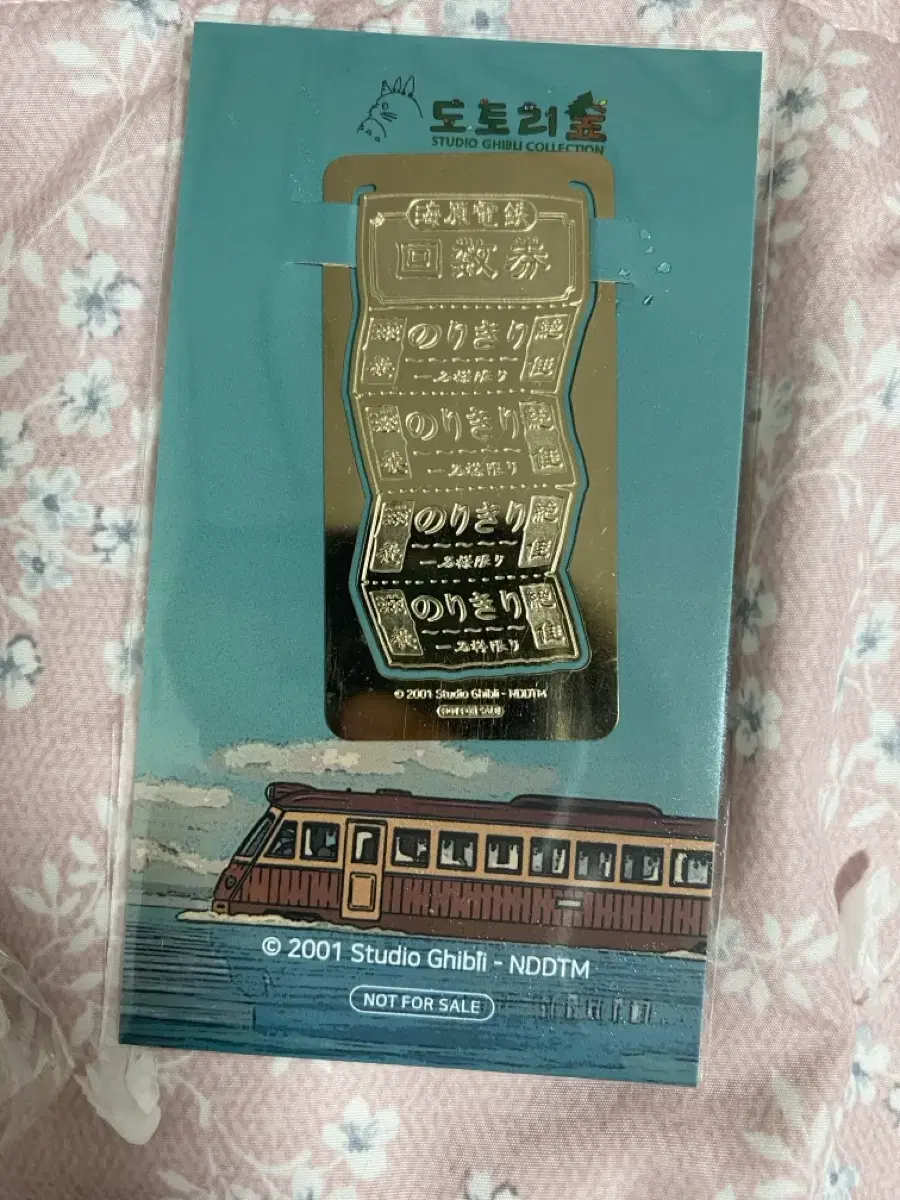 도토리숲
STUDIO GHIBLI COLLECTION
海原電鉄
回数券
のりきり
一名様限り
のりきり
一名様限り
のりきり
一名様限り
のりきり
一名様限り
© 2001 Studio Ghibli - NDDTM
NOT FOR SALE
© 2001 Studio Ghibli - NDDTM
NOT FOR SALE